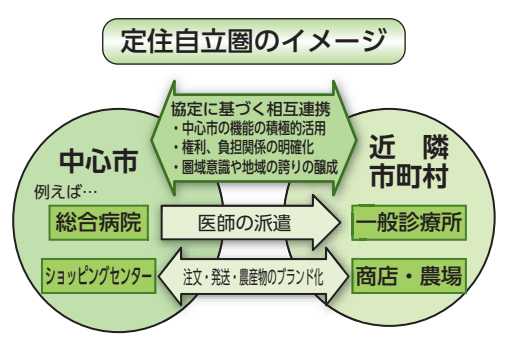 定住自立圏のイメージ
協定に基づく相互連携
・中心市の機能の積極的活用
・権利、負担関係の明確化
・圏域意識や地域の誇りの醸成
中心市
例えば…
近隣
市町村
総合病院
医師の派遣
一般診療所
ショッピングセンター
注文・発送・農産物のブランド化
商店・農場